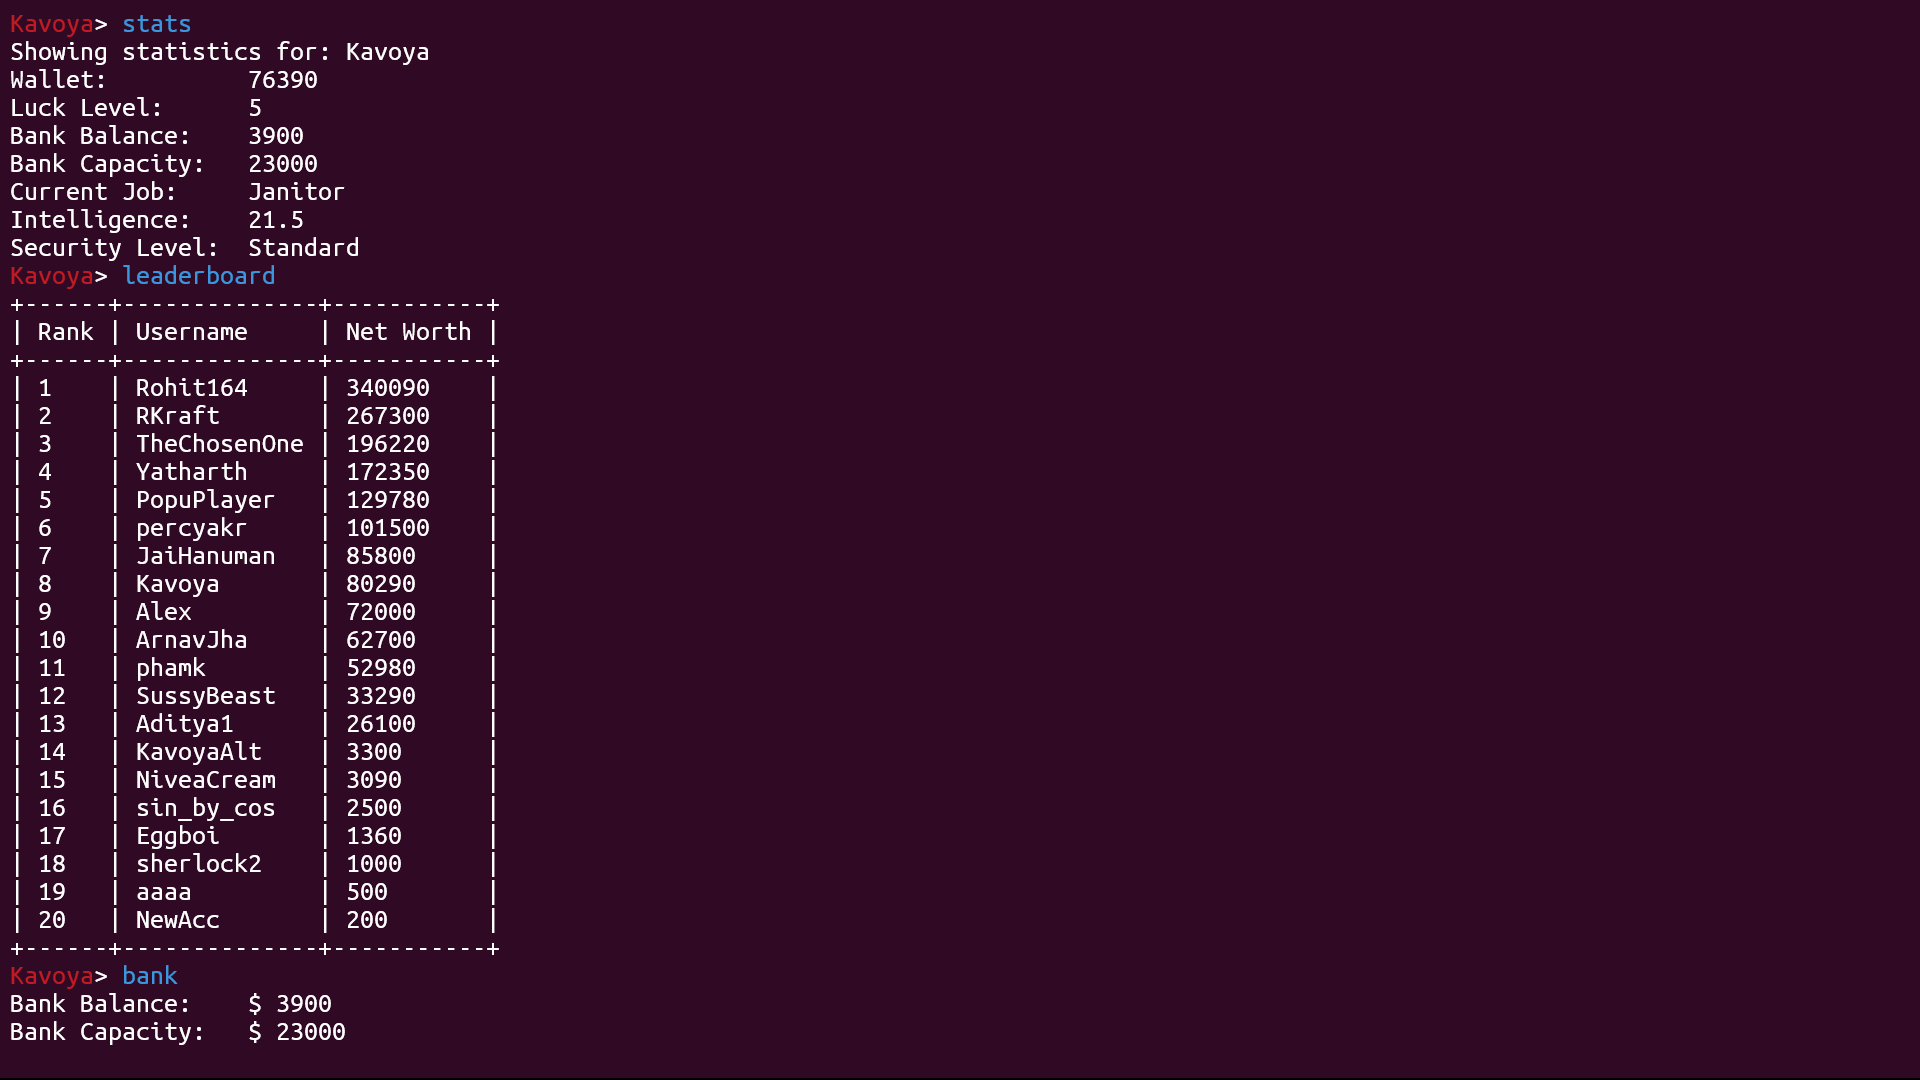 Kavoya> stats
Showing statistics for: Kavoya
Wallet:          76390
Luck Level:      5
Bank Balance:    3900
Bank Capacity:   23000
Current Job:     Janitor
Intelligence:    21.5
Security Level:  Standard
Kavoya> leaderboard
+------+--------------+-----------+
| Rank | Username     | Net Worth |
+------+--------------+-----------+
| 1    | Rohit164     | 340090    |
| 2    | RKraft       | 267300    |
| 3    | TheChosenOne | 196220    |
| 4    | Yatharth     | 172350    |
| 5    | PopuPlayer   | 129780    |
| 6    | percyakr     | 101500    |
| 7    | JaiHanuman   | 85800     |
| 8    | Kavoya       | 80290     |
| 9    | Alex         | 72000     |
| 10   | ArnavJha     | 62700     |
| 11   | phamk        | 52980     |
| 12   | SussyBeast   | 33290     |
| 13   | Aditya1      | 26100     |
| 14   | KavoyaAlt    | 3300      |
| 15   | NiveaCream   | 3090      |
| 16   | sin_by_cos   | 2500      |
| 17   | Eggboi       | 1360      |
| 18   | sherlock2    | 1000      |
| 19   | aaaa         | 500       |
| 20   | NewAcc       | 200       |
+------+--------------+-----------+
Kavoya> bank
Bank Balance:    $ 3900
Bank Capacity:   $ 23000